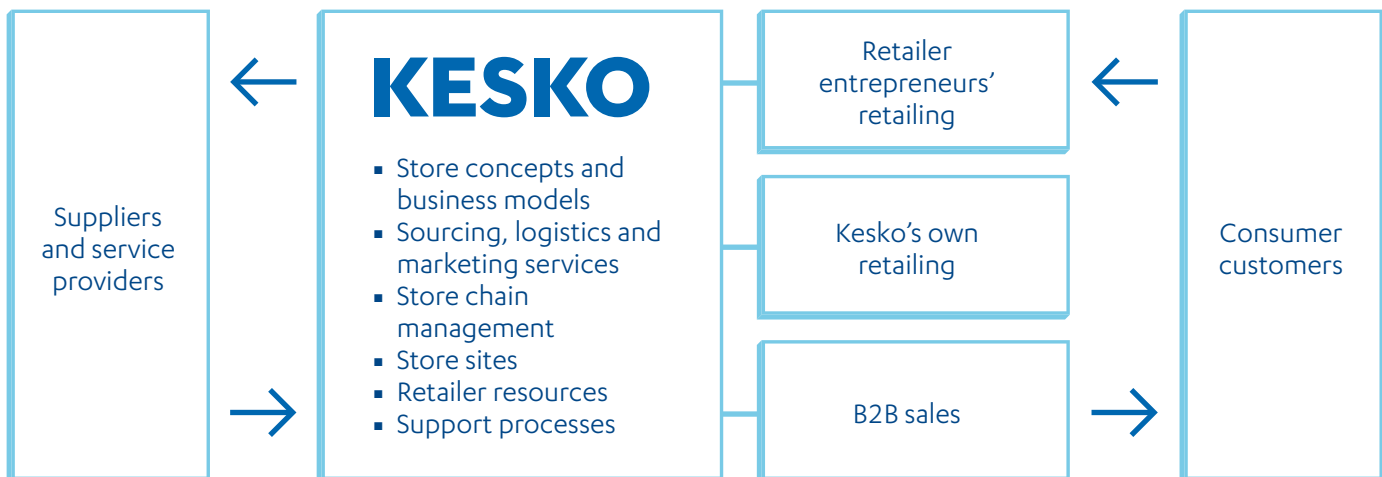 Suppliers
and service
providers
KESKO
▪ Store concepts and
business models
▪ Sourcing, logistics and
marketing services
▪ Store chain
management
▪ Store sites
▪ Retailer resources
▪ Support processes
Retailer
entrepreneurs’
retailing
Kesko’s own
retailing
B2B sales
Consumer
customers